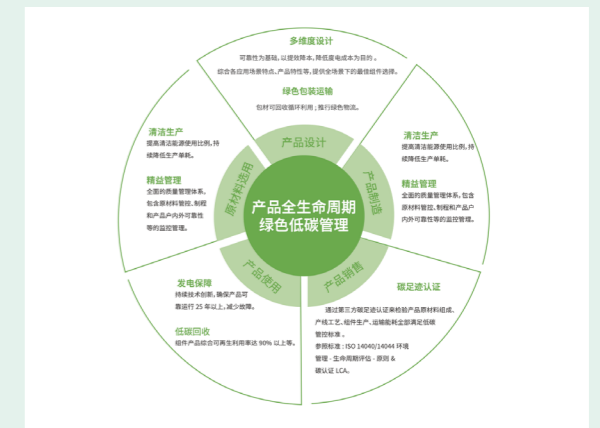 多维度设计
可靠性为基础，以提效降本，降低度电成本为目的。
综合各应用场景特点、产品特性等，提供全场景下的最佳组件选择。
绿色包装运输
包材可回收循环利用；推行绿色物流。
产品设计
清洁生产
提高清洁能源使用比例，持
续降低生产单耗。
精益管理
全面的质量管理体系，
包含原材料管控、制程
和产品户内外可靠性
等的监控管理。
原材料选用
清洁生产
提高清洁能源使用比例，持
续降低生产单耗。
精益管理
全面的质量管理体系，包含
原材料管控、制程和产品户
内外可靠性等的监控管理。
产品制造
产品全生命周期
绿色低碳管理
产品使用
发电保障
持续技术创新，确保产品可
靠运行 25 年以上，减少故障。
低碳回收
组件产品综合可再生利用率达 90% 以上等。
产品销售
碳足迹认证
通过第三方碳足迹认证来检验产品原材料组成、
产线工艺、组件生产、运输能耗全部满足低碳
管控标准。
参照标准：ISO 14040/14044 环境
管理 - 生命周期评估 - 原则 &
碳认证 LCA。